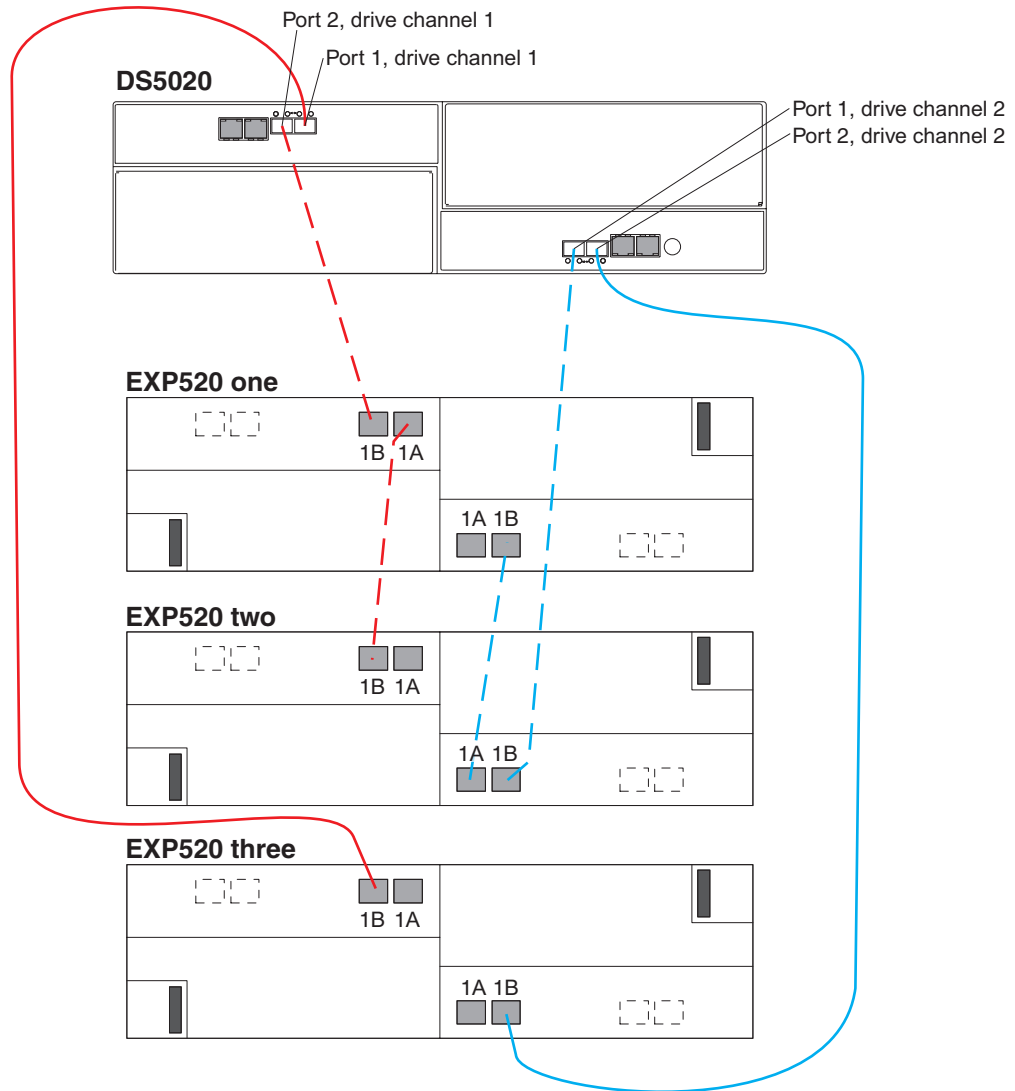 Port 2, drive channel 1
Port 1, drive channel 1
DS5020
Port 1, drive channel 2
Port 2, drive channel 2
EXP520 one
1B 1A
1A 1B
EXP520 two
1B 1A
1A 1B
EXP520 three
1B 1A
1A 1B